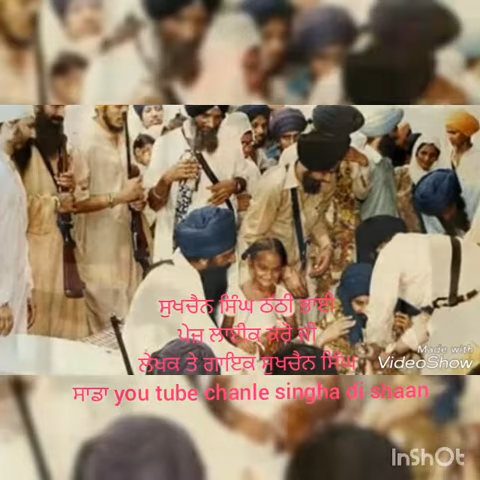 ਸੁਖਚੈਨ ਸਿੰਘ ਠੱਠੀ ਭਾਈ
ਪੇਜ਼ ਲਾਈਕ ਕਰੋ ਜੀ
ਲੇਖਕ ਤੇ ਗਾਇਕ ਸੁਖਚੈਨ ਸਿੰਘ
Made with
VideoShow
ਸਾਡਾ you tube chanle singha di shaan
InShOt